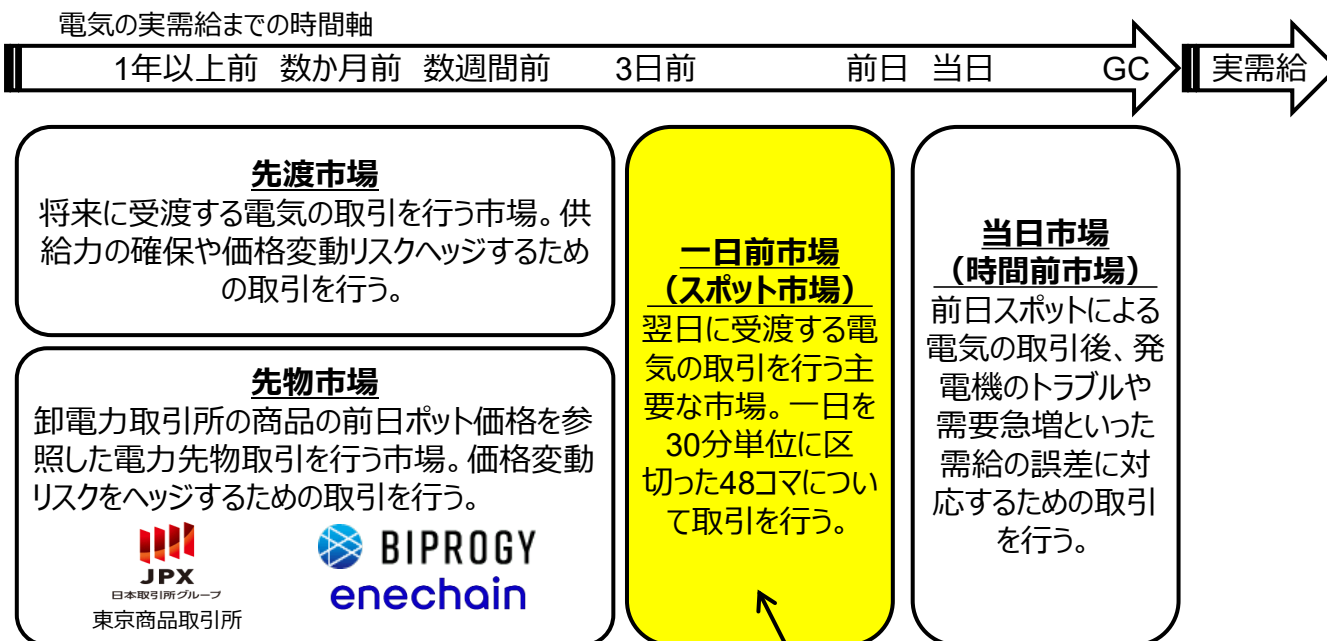 電気の実需給までの時間軸
1年以上前 数か月前 数週間前 3日前 前日 当日 GC 実需給
先渡市場
将来に受渡する電気の取引を行う市場。供
給力の確保や価格変動リスクヘッジするため
の取引を行う。
先物市場
卸電力取引所の商品の前日ポット価格を参
照した電力先物取引を行う市場。価格変動
リスクをヘッジするための取引を行う。
JPX
日本取引所グループ
東京商品取引所
BIPROGY
enechain
一日前市場
（スポット市場）
翌日に受渡する電
気の取引を行う主
要な市場。一日を
30分単位に区
切った48コマについ
て取引を行う。
当日市場
（時間前市場）
前日スポットによる
電気の取引後、発
電機のトラブルや
需要急増といった
需給の誤差に対
応するための取引
を行う。